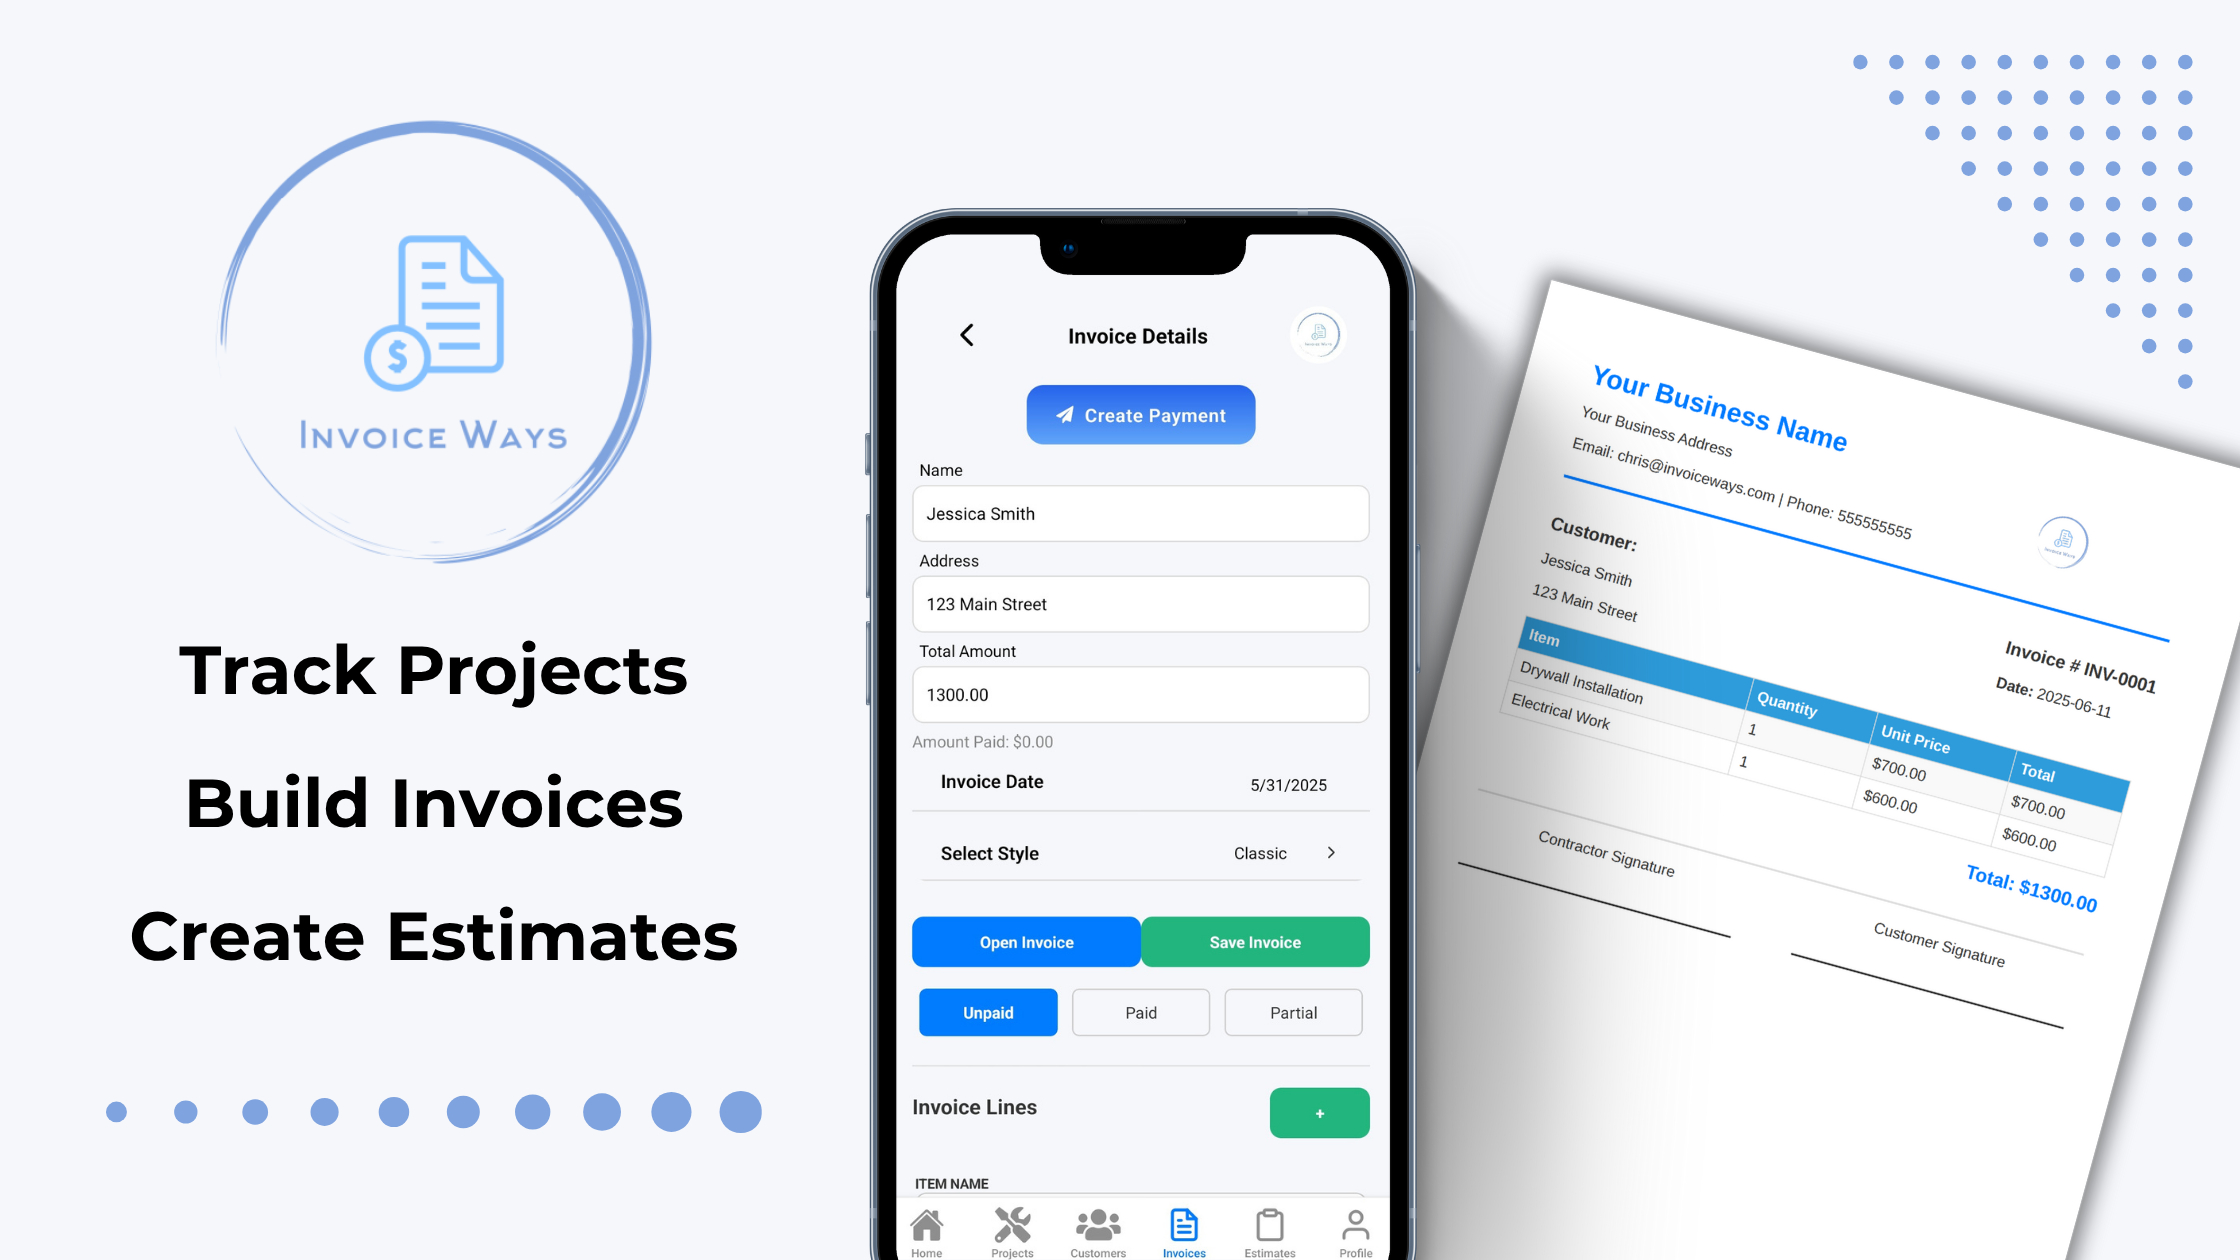 INVOICE WAYS
Track Projects
Build Invoices
Create Estimates
Invoice Details
Create Payment
Name
Jessica Smith
Address
123 Main Street
Total Amount
1300.00
Amount Paid: $0.00
Invoice Date 5/31/2025
Select Style Classic
Open Invoice Save Invoice
Unpaid Paid Partial
Invoice Lines +
ITEM NAME
Home Projects Customers Invoices Estimates Profile
Your Business Name
Your Business Address
Email: chris@invoiceways.com | Phone: 555555555
Customer:
Jessica Smith
123 Main Street
Invoice # INV-0001
Date: 2025-06-11
Item Quantity Unit Price Total
Drywall Installation 1 $700.00 $700.00
Electrical Work 1 $600.00 $600.00
Total: $1300.00
Contractor Signature
Customer Signature